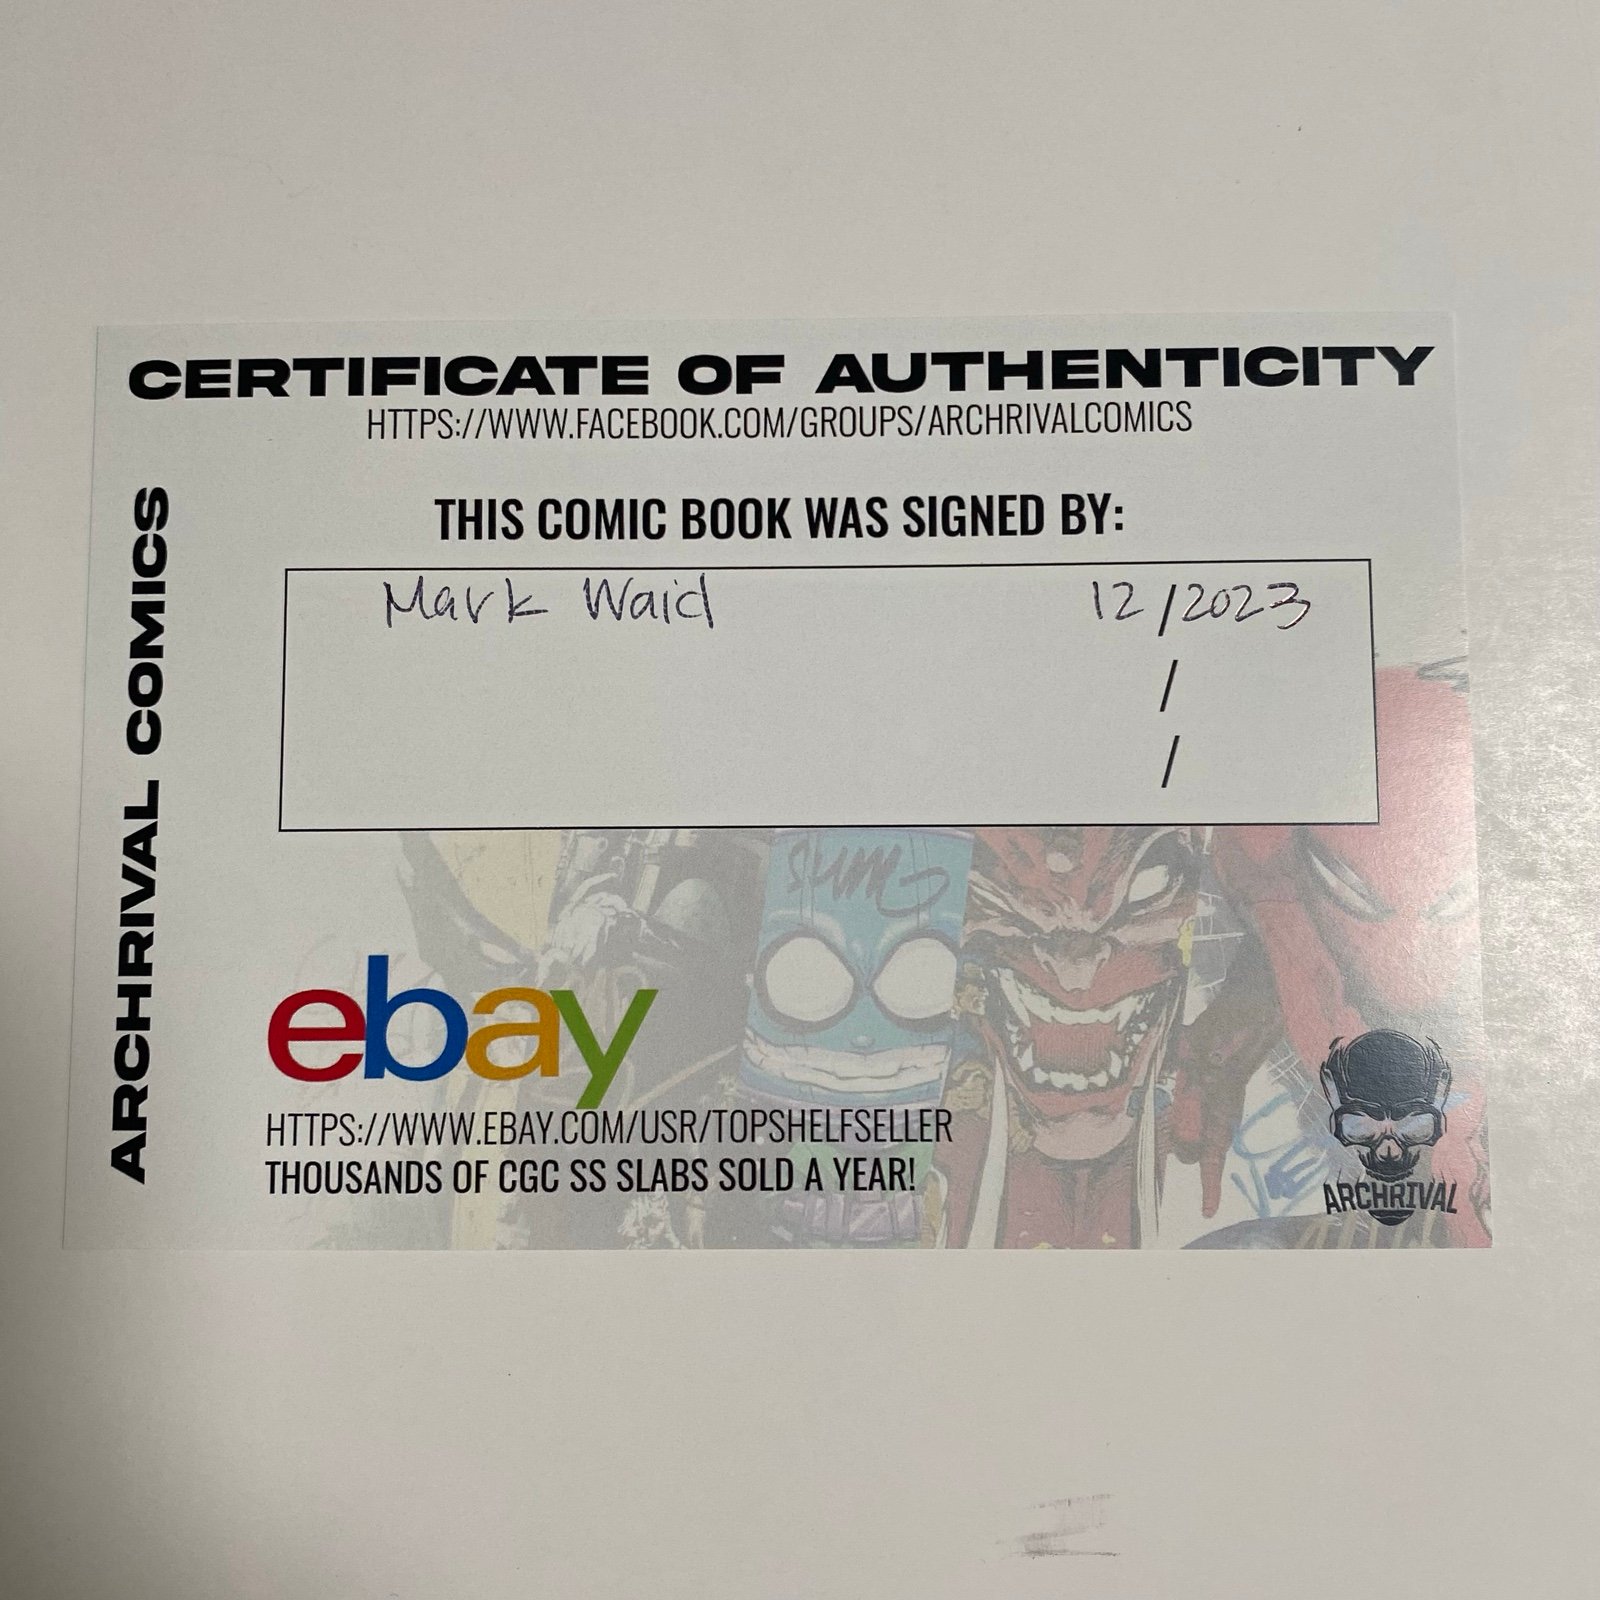 CERTIFICATE OF AUTHENTICITY
HTTPS://WWW.FACEBOOK.COM/GROUPS/ARCHRIVALCOMICS
ARCHRIVAL COMICS
THIS COMIC BOOK WAS SIGNED BY:
Mark Waid 12/2023
/
/
ebay
HTTPS://WWW.EBAY.COM/USR/TOPSHELFSELLER
THOUSANDS OF CGC SS SLABS SOLD A YEAR!
ARCHRIVAL